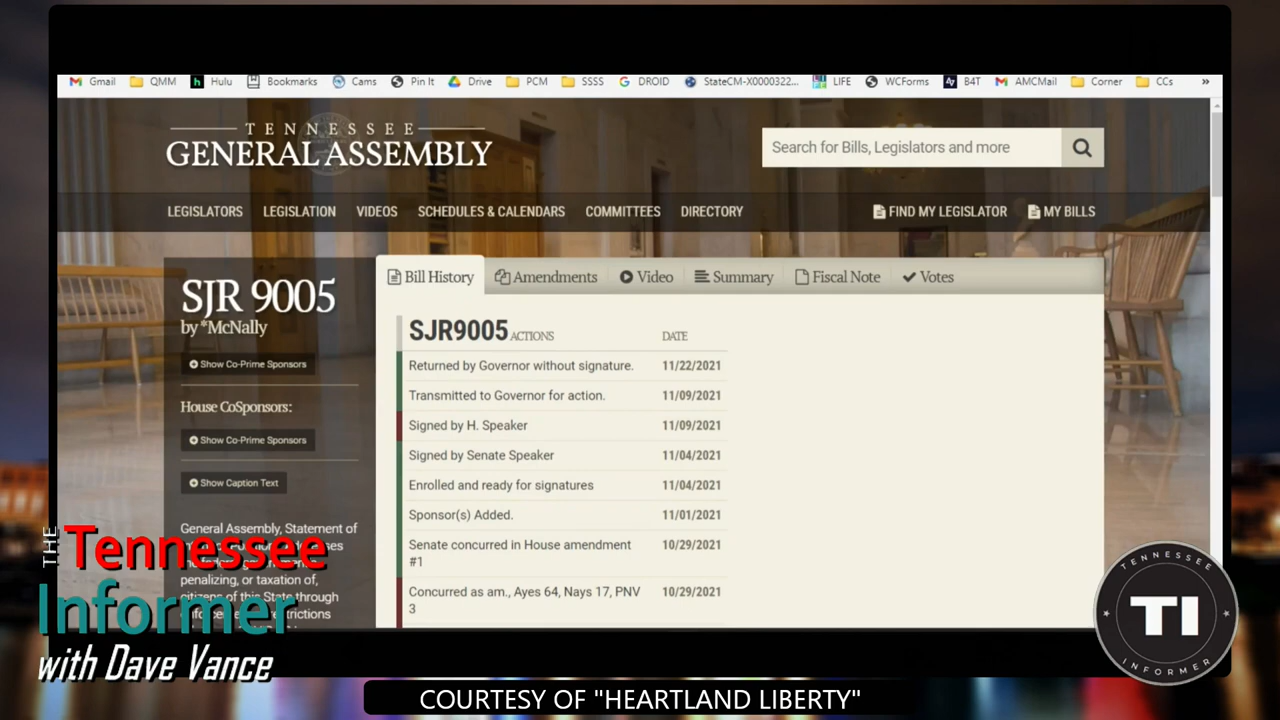 Gmail QMM Hulu Bookmarks Cams Pin It Drive PCM SSSS DROID StateCM-X0000322... LIFE WCForms B4T AMCMail Corner CCs »
TENNESSEE
GENERAL ASSEMBLY
Search for Bills, Legislators and more
LEGISLATORS LEGISLATION VIDEOS SCHEDULES & CALENDARS COMMITTEES DIRECTORY FIND MY LEGISLATOR MY BILLS
SJR 9005
by *McNally
Show Co-Prime Sponsors
House CoSponsors:
Show Co-Prime Sponsors
Show Caption Text
General Assembly, Statement of
penalizing, or taxation of,
citizens of this State through
Bill History Amendments Video Summary Fiscal Note Votes
SJR9005 ACTIONS DATE
Returned by Governor without signature. 11/22/2021
Transmitted to Governor for action. 11/09/2021
Signed by H. Speaker 11/09/2021
Signed by Senate Speaker 11/04/2021
Enrolled and ready for signatures 11/04/2021
Sponsor(s) Added. 11/01/2021
Senate concurred in House amendment 10/29/2021
#1
Concurred as am., Ayes 64, Nays 17, PNV 10/29/2021
3
THE
Tennessee
Informer
with Dave Vance
TENNESSEE
TI
INFORMER
COURTESY OF "HEARTLAND LIBERTY"